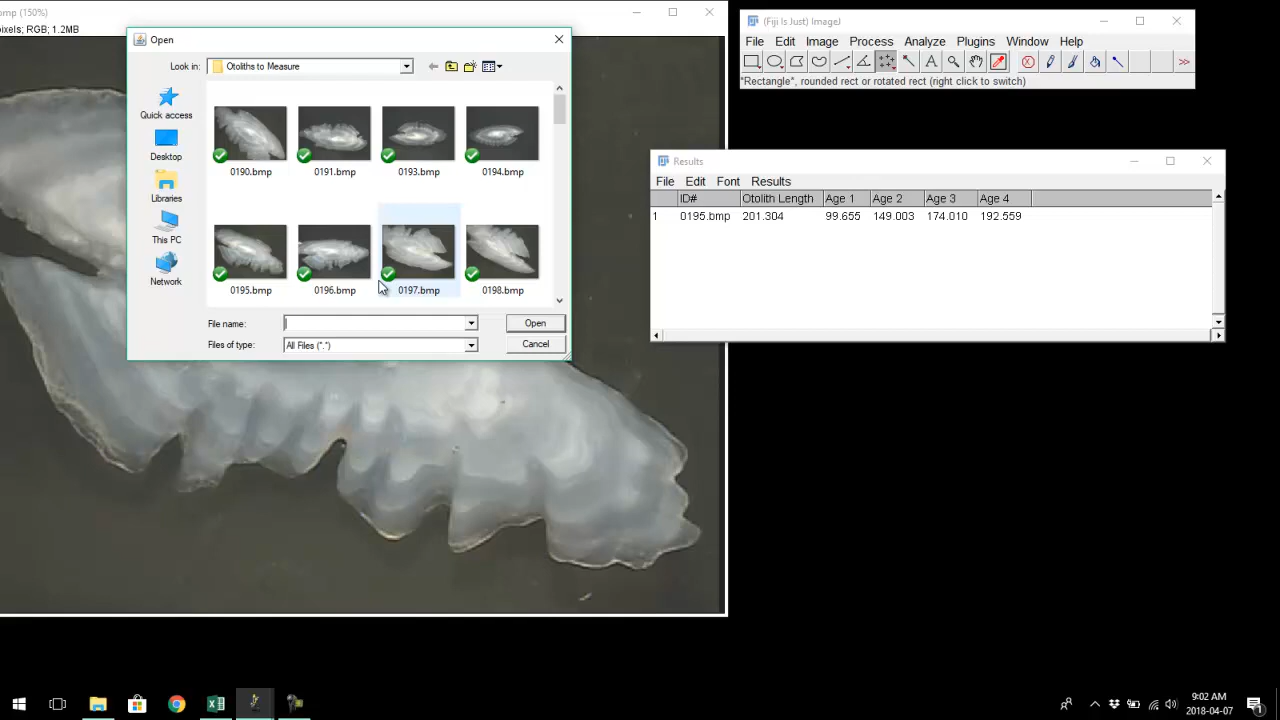 omp (150%)
pixels; RGB; 1.2MB
Open
Look in: Otoliths to Measure
Quick access
Desktop
Libraries
This PC
Network
0190.bmp 0191.bmp 0193.bmp 0194.bmp
0195.bmp 0196.bmp 0197.bmp 0198.bmp
File name: Open
Files of type: All Files (*.*) Cancel
(Fiji Is Just) ImageJ
File Edit Image Process Analyze Plugins Window Help
A >>
*Rectangle*, rounded rect or rotated rect (right click to switch)
Results
File Edit Font Results
ID# Otolith Length Age 1 Age 2 Age 3 Age 4
1 0195.bmp 201.304 99.655 149.003 174.010 192.559
9:02 AM
2018-04-07
1